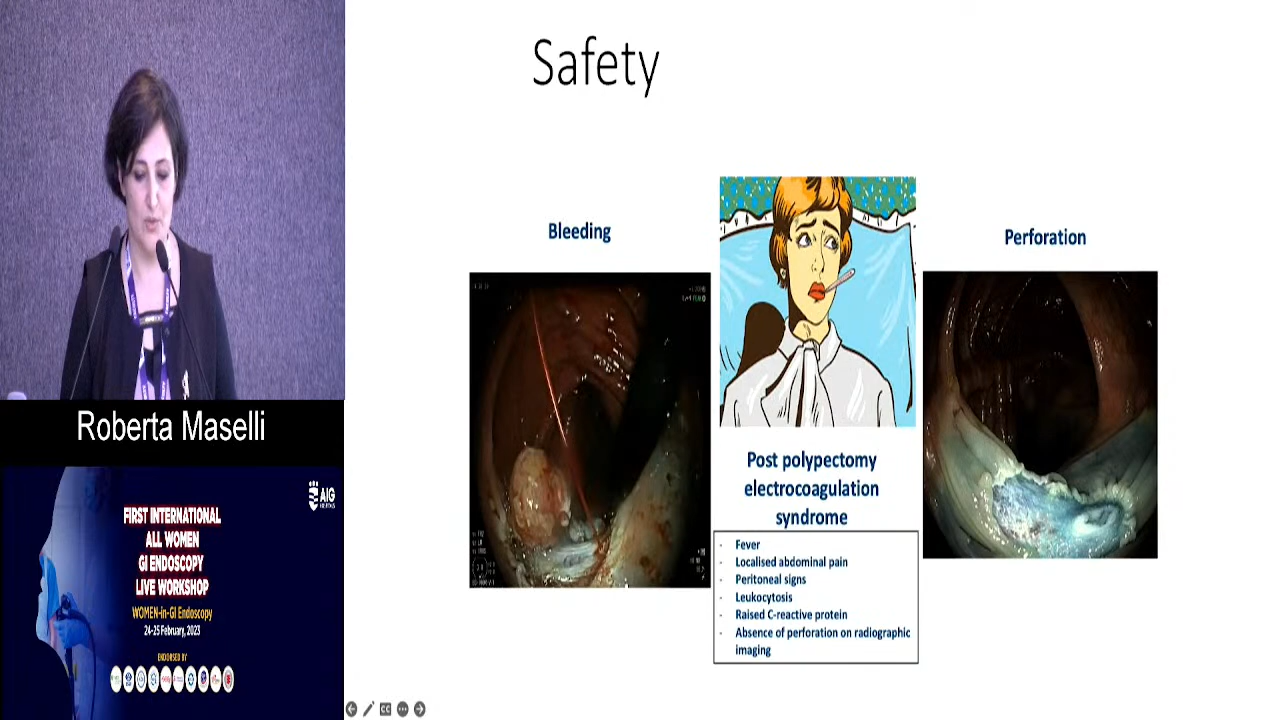 Safety
Bleeding
Perforation
Post polypectomy
electrocoagulation
syndrome
- Fever
- Localised abdominal pain
- Peritoneal signs
- Leukocytosis
- Raised C-reactive protein
- Absence of perforation on radiographic
imaging
Roberta Maselli
AIG
HOSPITALS
FIRST INTERNATIONAL
ALL WOMEN
GI ENDOSCOPY
LIVE WORKSHOP
WOMEN-in-GI Endoscopy
24-25 February, 2023
ENDORSED BY